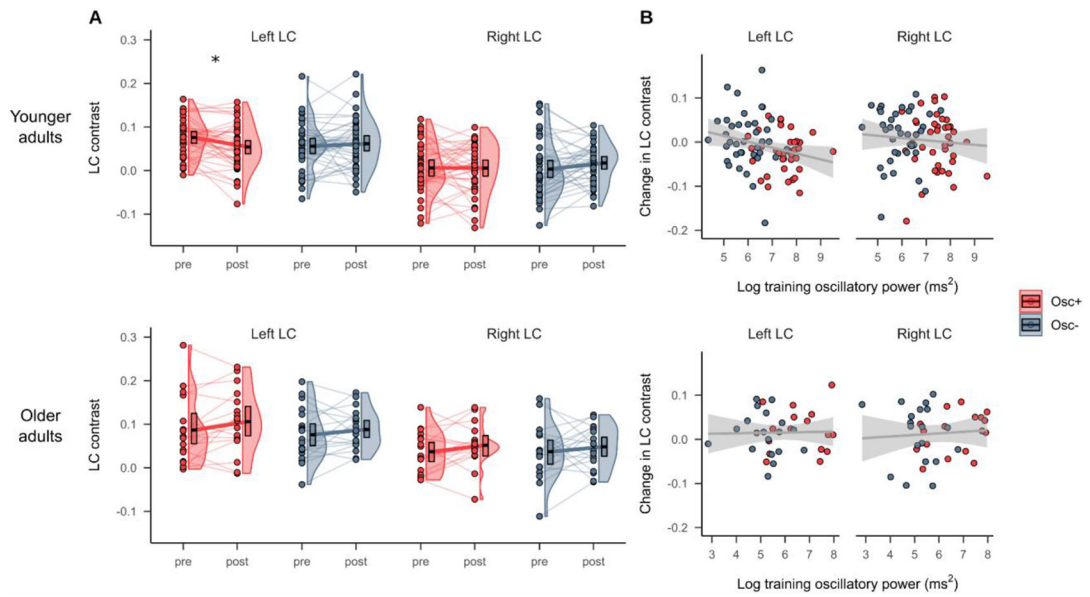 A
B
Left LC
Right LC
Left LC
Right LC
Younger
adults
LC contrast
0.3
0.2
0.1
0.0
-0.1
*
pre
post
pre
post
pre
post
pre
post
Change in LC contrast
0.1
0.0
-0.1
-0.2
5
6
7
8
9
5
6
7
8
9
Log training oscillatory power (ms²)
Osc+
Osc-
Left LC
Right LC
Left LC
Right LC
Older
adults
LC contrast
0.3
0.2
0.1
0.0
-0.1
pre
post
pre
post
pre
post
pre
post
Change in LC contrast
0.1
0.0
-0.1
-0.2
3
4
5
6
7
8
3
4
5
6
7
8
Log training oscillatory power (ms²)